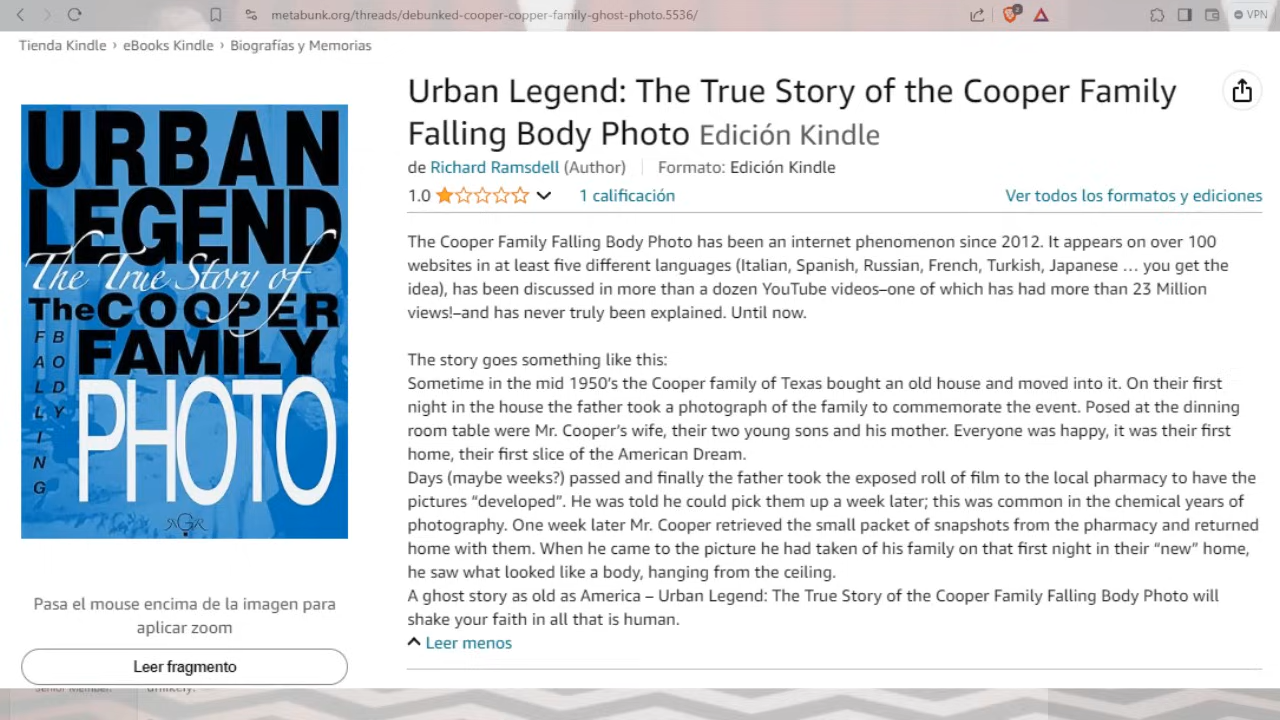 metabunk.org/threads/debunked-cooper-copper-family-ghost-photo.5536/
2
VPN
Tienda Kindle › eBooks Kindle › Biografías y Memorias
URBAN
LEGEND
The True Story of
The COOPER
FAMILY
FALLING
BODY
PHOTO
NGR
Pasa el mouse encima de la imagen para
aplicar zoom
Leer fragmento
Urban Legend: The True Story of the Cooper Family
Falling Body Photo Edición Kindle
de Richard Ramsdell (Author) Formato: Edición Kindle
1.0 1 calificación Ver todos los formatos y ediciones
The Cooper Family Falling Body Photo has been an internet phenomenon since 2012. It appears on over 100
websites in at least five different languages (Italian, Spanish, Russian, French, Turkish, Japanese … you get the
idea), has been discussed in more than a dozen YouTube videos–one of which has had more than 23 Million
views!–and has never truly been explained. Until now.
The story goes something like this:
Sometime in the mid 1950's the Cooper family of Texas bought an old house and moved into it. On their first
night in the house the father took a photograph of the family to commemorate the event. Posed at the dinning
room table were Mr. Cooper's wife, their two young sons and his mother. Everyone was happy, it was their first
home, their first slice of the American Dream.
Days (maybe weeks?) passed and finally the father took the exposed roll of film to the local pharmacy to have the
pictures “developed”. He was told he could pick them up a week later; this was common in the chemical years of
photography. One week later Mr. Cooper retrieved the small packet of snapshots from the pharmacy and returned
home with them. When he came to the picture he had taken of his family on that first night in their “new” home,
he saw what looked like a body, hanging from the ceiling.
A ghost story as old as America – Urban Legend: The True Story of the Cooper Family Falling Body Photo will
shake your faith in all that is human.
Leer menos
Senior Member. unlikely.